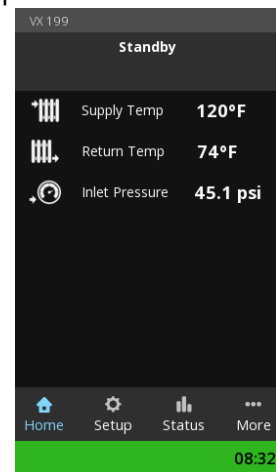 VX 199
Standby
Supply Temp 120°F
Return Temp 74°F
Inlet Pressure 45.1 psi
Home Setup Status More
08:32